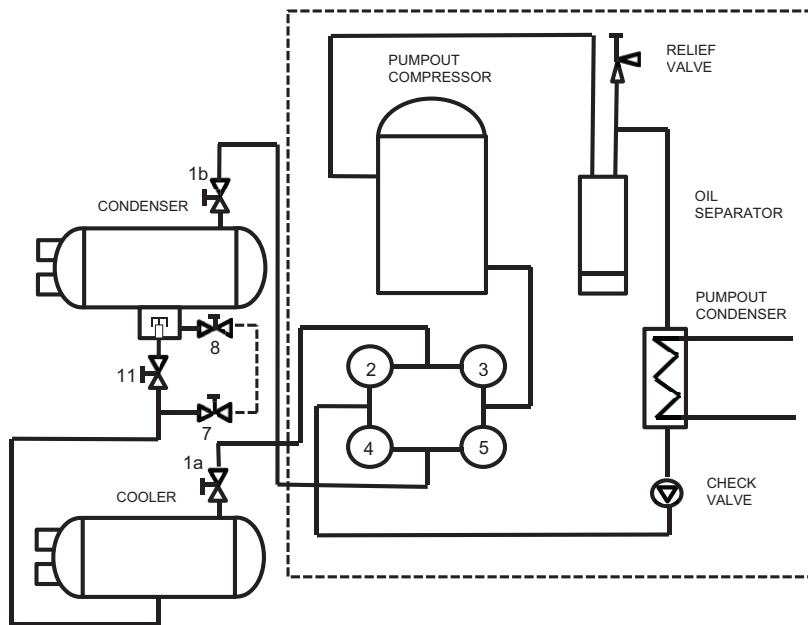 PUMPOUT
COMPRESSOR
RELIEF
VALVE
1b
CONDENSER
OIL
SEPARATOR
PUMPOUT
CONDENSER
8
11
2
3
7
4
5
1a
COOLER
CHECK
VALVE